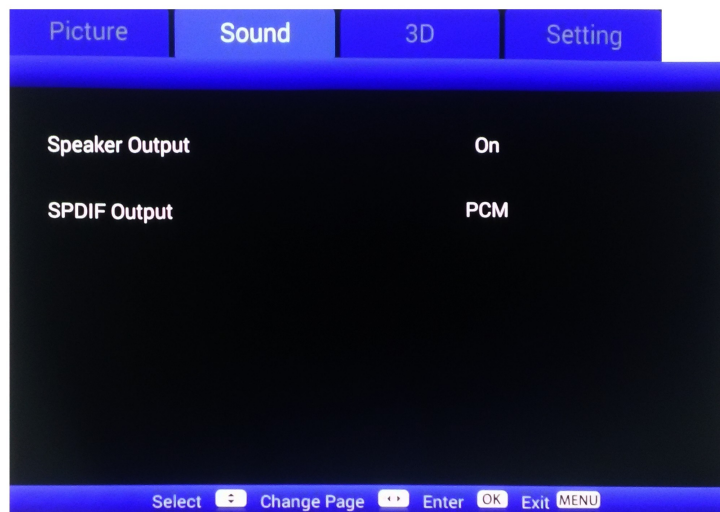 Picture Sound 3D Setting
Speaker Output On
SPDIF Output PCM
Select Change Page Enter OK Exit MENU